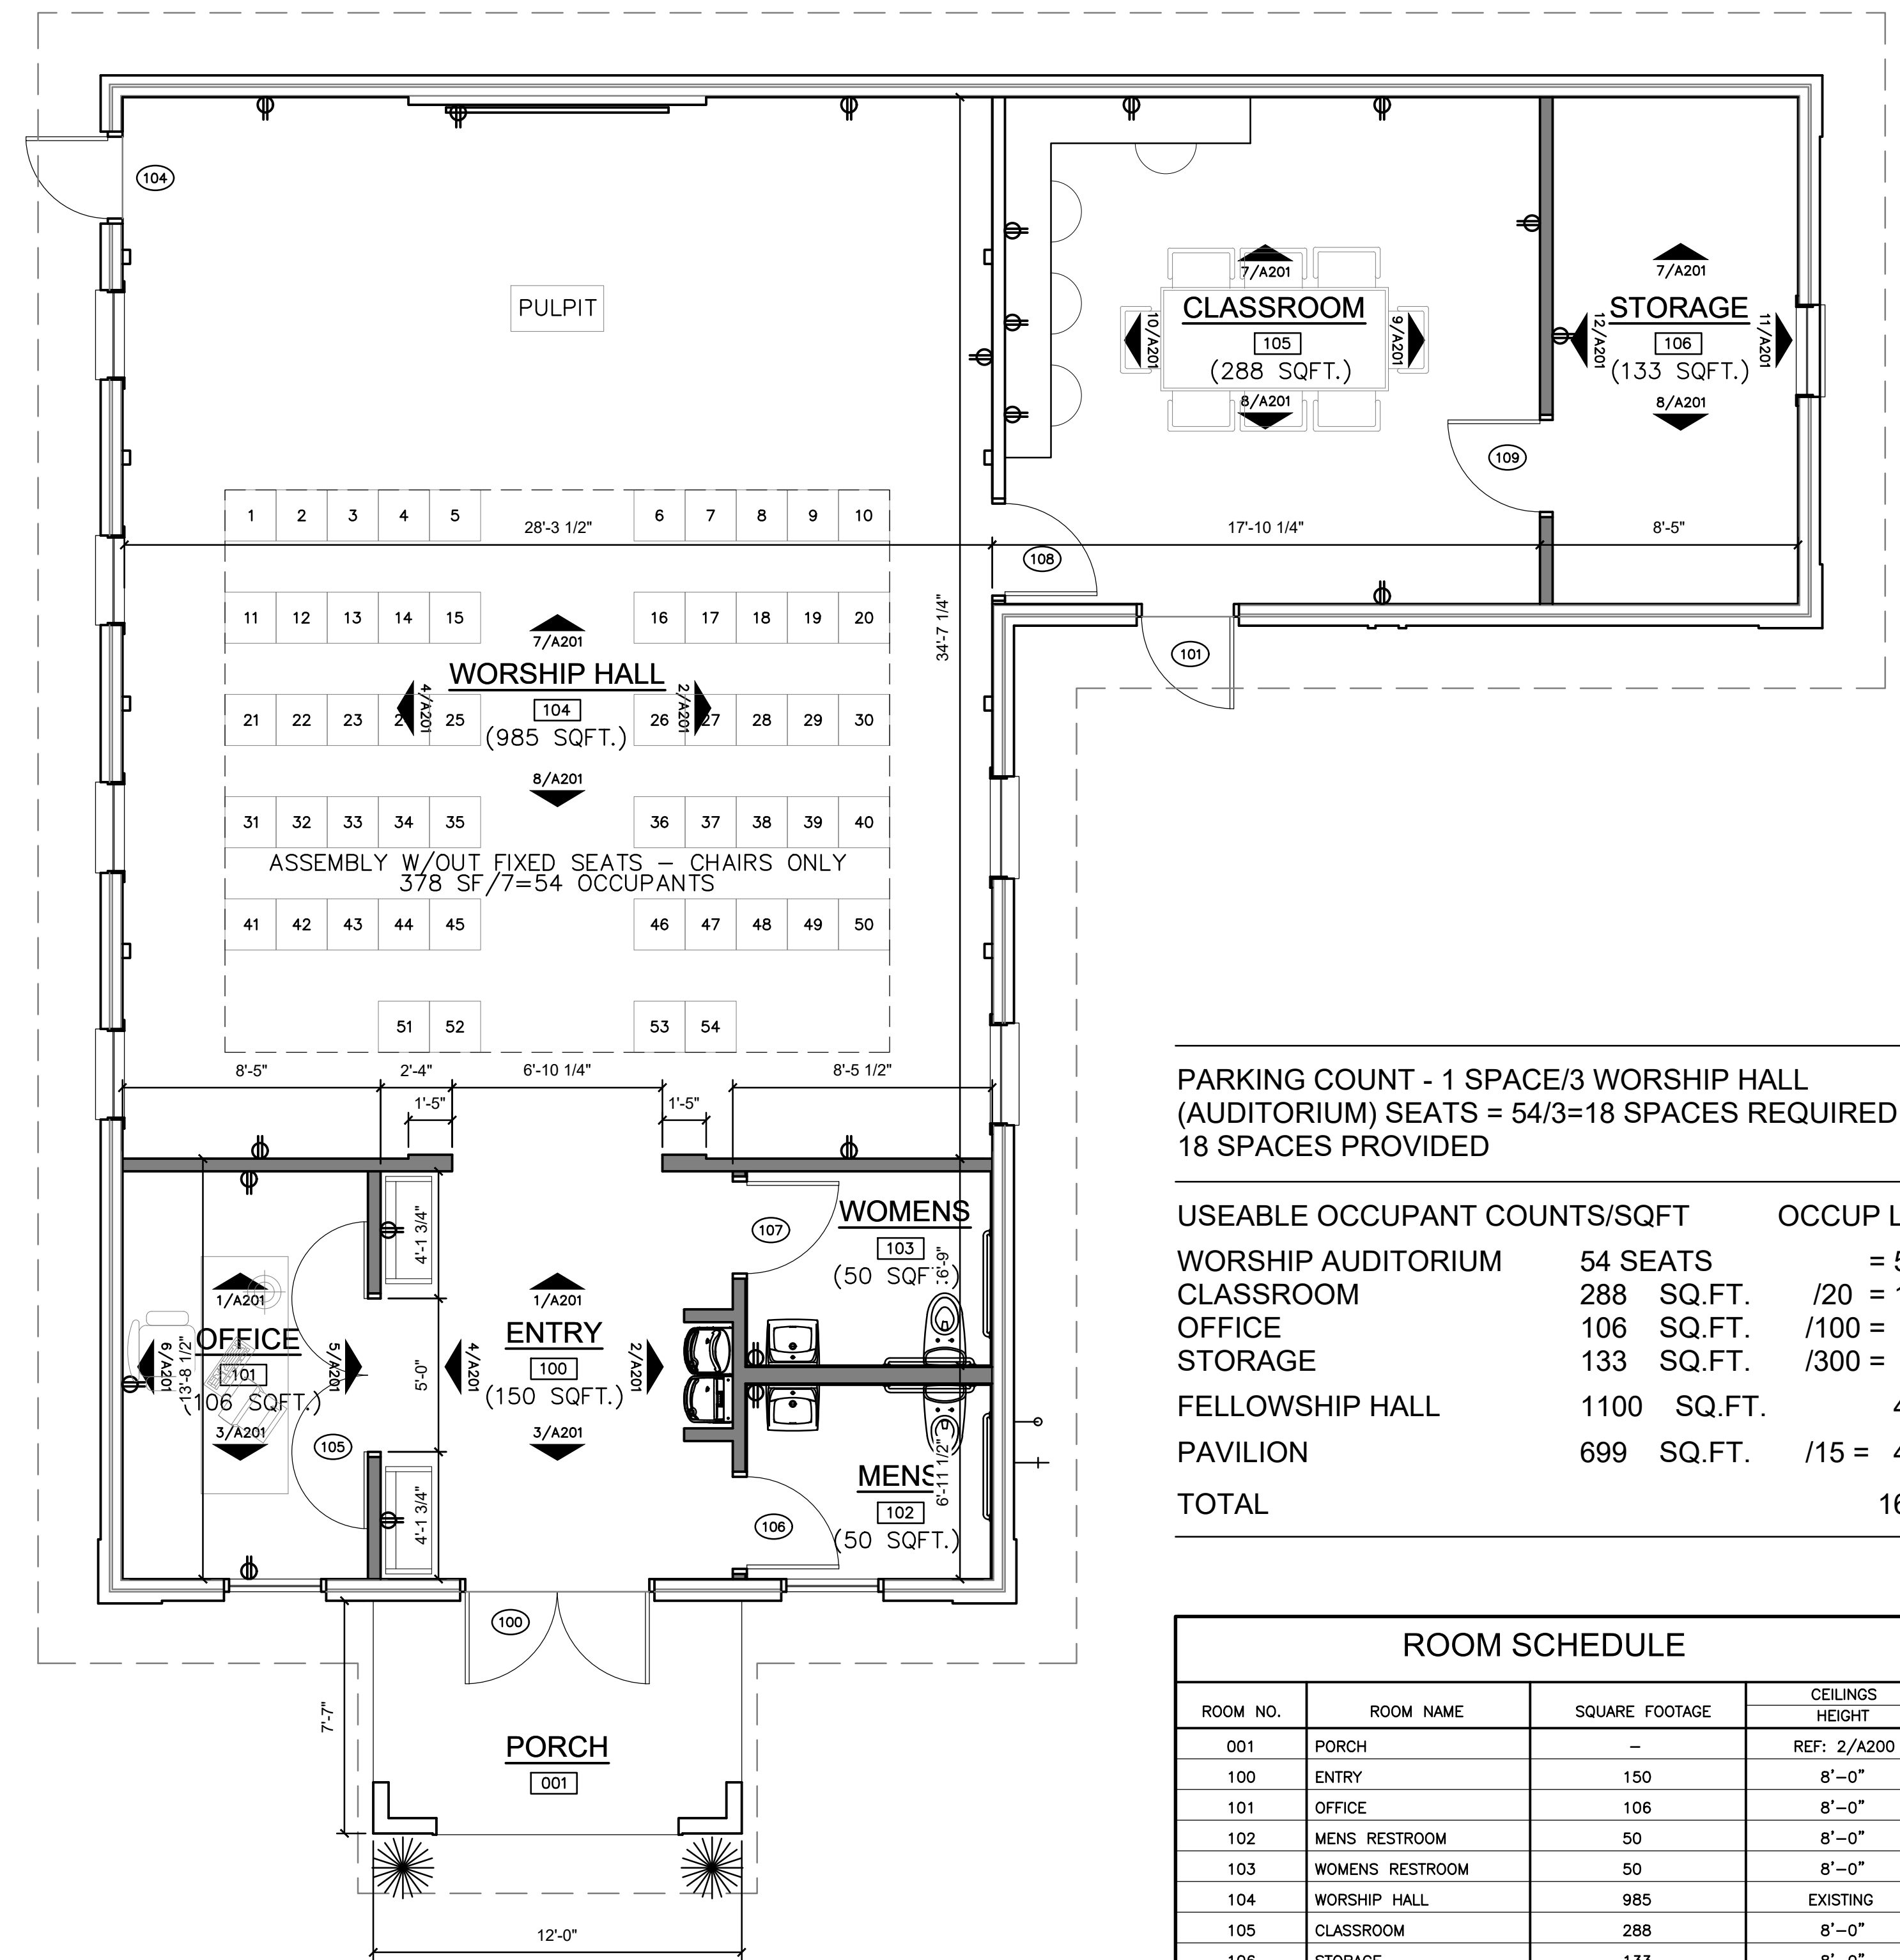 104
PULPIT
7/A201
CLASSROOM
105
(288 SQFT.)
10/A201
9/A201
8/A201
7/A201
STORAGE
106
(133 SQFT.)
12/A201
11/A201
8/A201
109
1 2 3 4 5 6 7 8 9 10
28'-3 1/2"
17'-10 1/4"
8'-5"
108
34'-7 1/4"
11 12 13 14 15 16 17 18 19 20
101
7/A201
WORSHIP HALL
104
(985 SQFT.)
4/A201
2/A201
8/A201
21 22 23 25 26 27 28 29 30
31 32 33 34 35 36 37 38 39 40
ASSEMBLY W/OUT FIXED SEATS – CHAIRS ONLY
378 SF/7=54 OCCUPANTS
41 42 43 44 45 46 47 48 49 50
51 52 53 54
8'-5" 2'-4" 6'-10 1/4" 8'-5 1/2"
1'-5" 1'-5"
4'-1 3/4"
107
WOMENS
103
(50 SQFT.)
6'-9"
1/A201
OFFICE
101
(106 SQFT.)
6/A201
13'-8 1/2"
5/A201
3/A201
105
5'-0"
4'-1 3/4"
1/A201
ENTRY
100
(150 SQFT.)
4/A201
2/A201
3/A201
MENS
102
(50 SQFT.)
6'-11 1/2"
106
100
7'-7"
PORCH
001
12'-0"
PARKING COUNT - 1 SPACE/3 WORSHIP HALL
(AUDITORIUM) SEATS = 54/3=18 SPACES REQUIRED
18 SPACES PROVIDED
USEABLE OCCUPANT COUNTS/SQFT OCCUP
WORSHIP AUDITORIUM 54 SEATS =
CLASSROOM 288 SQ.FT. /20 =
OFFICE 106 SQ.FT. /100 =
STORAGE 133 SQ.FT. /300 =
FELLOWSHIP HALL 1100 SQ.FT.
PAVILION 699 SQ.FT. /15 =
TOTAL
ROOM SCHEDULE
ROOM NO. ROOM NAME SQUARE FOOTAGE CEILINGS
HEIGHT
001 PORCH – REF: 2/A200
100 ENTRY 150 8'–0"
101 OFFICE 106 8'–0"
102 MENS RESTROOM 50 8'–0"
103 WOMENS RESTROOM 50 8'–0"
104 WORSHIP HALL 985 EXISTING
105 CLASSROOM 288 8'–0"
106 STORAGE 133 8'–0"